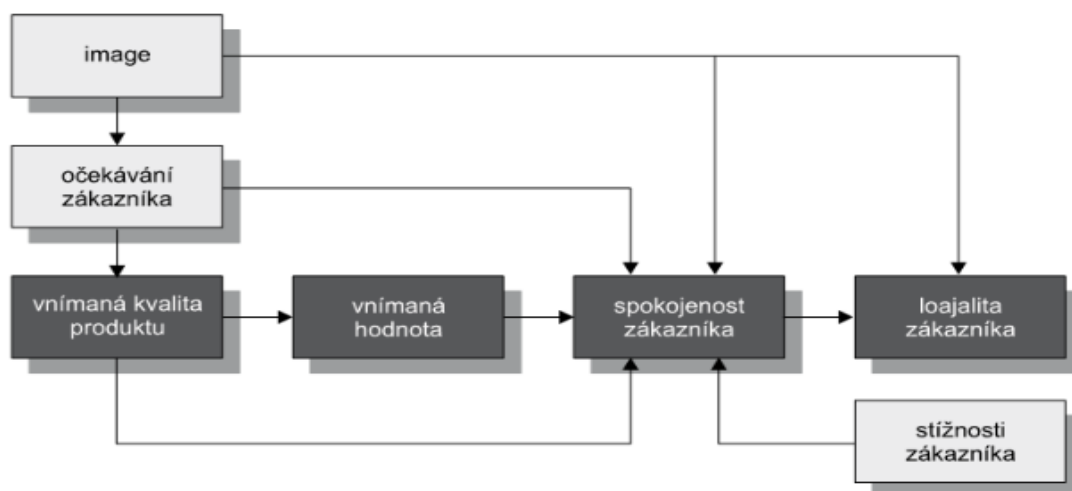 image
očekávání
zákazníka
vnímaná kvalita
produktu
vnímaná
hodnota
spokojenost
zákazníka
loajalita
zákazníka
stížnosti
zákazníka